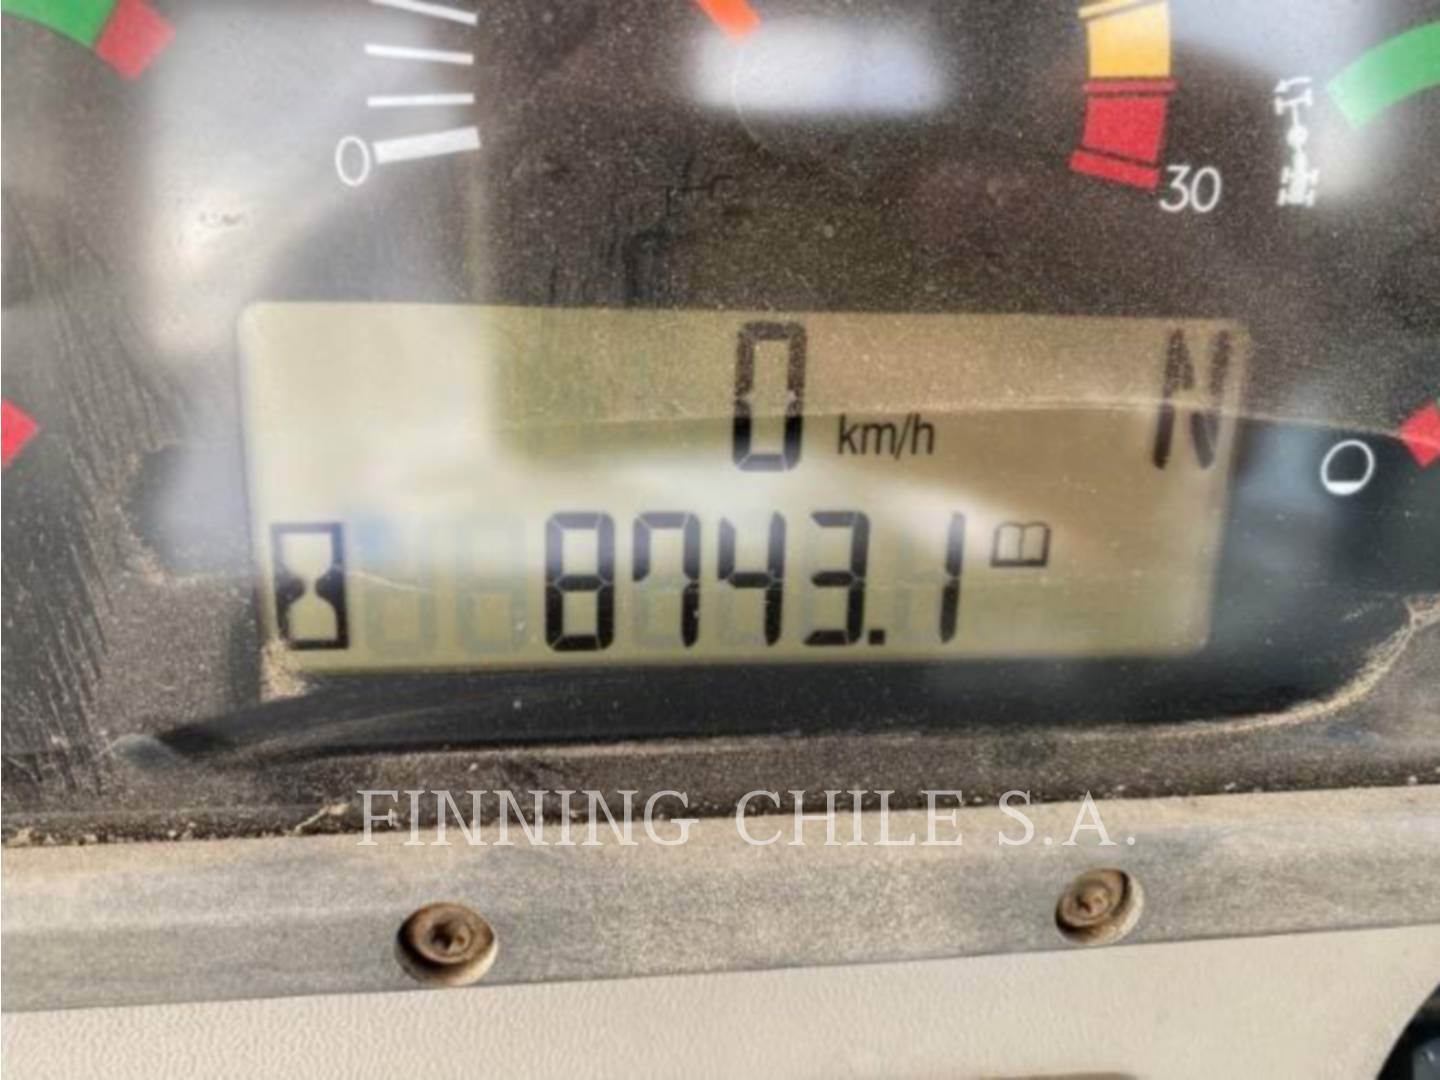 0
30
0 km/h N
8743.1
FINNING CHILE S.A.